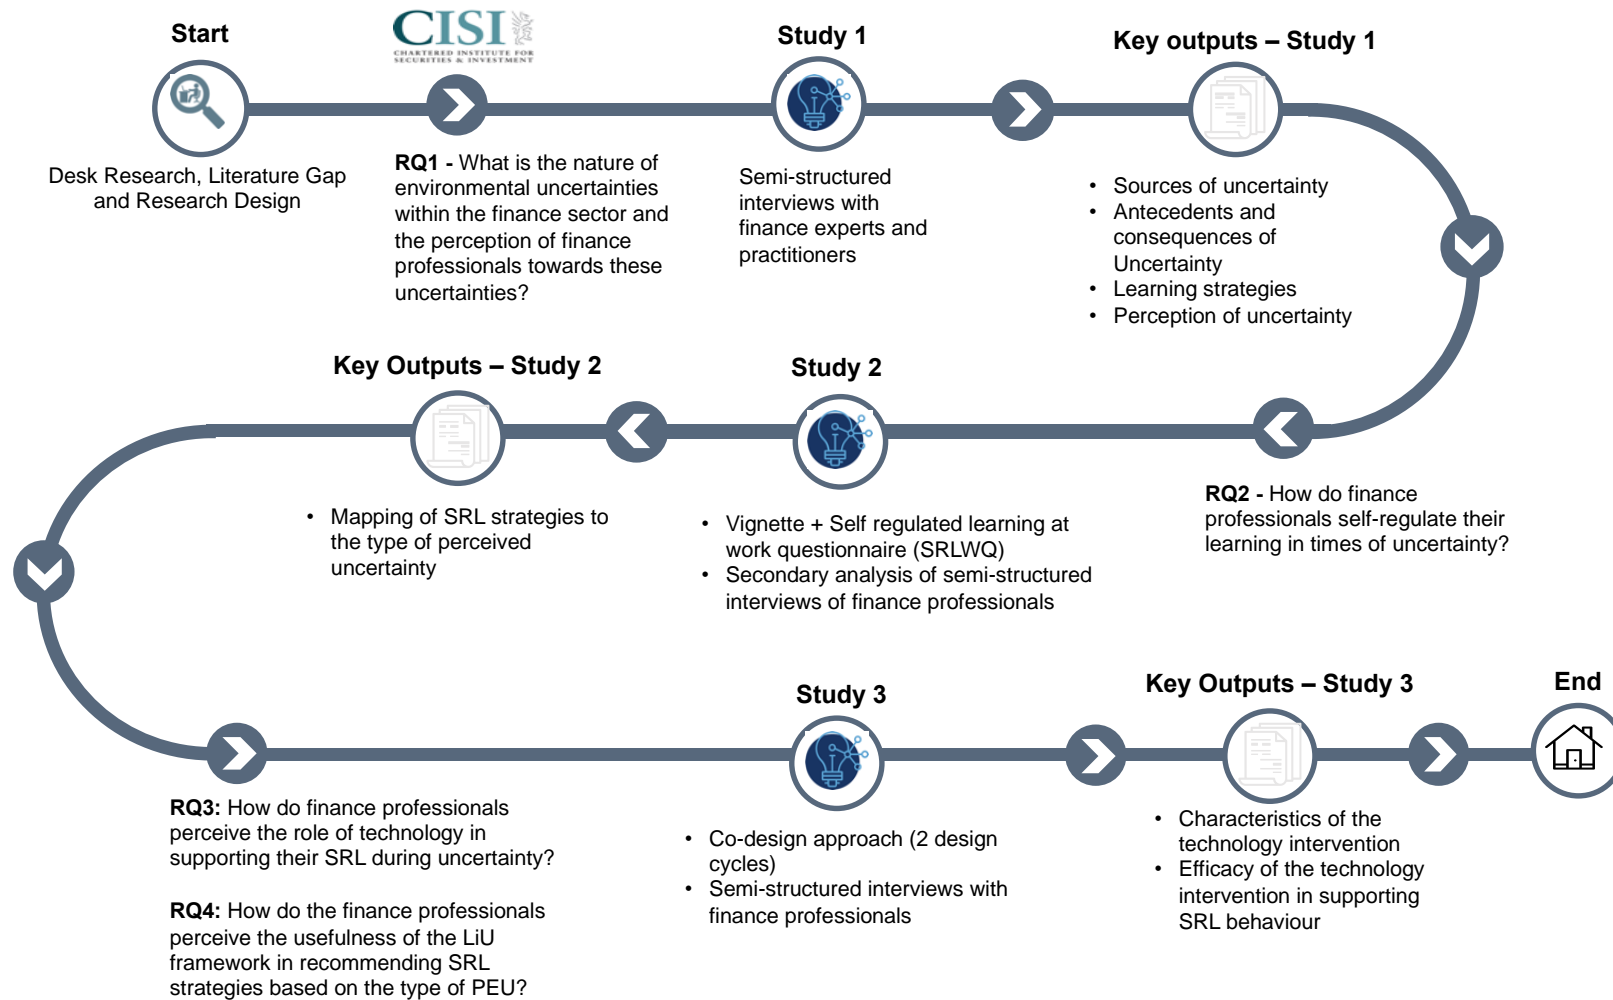 Start
CISI
CHARTERED INSTITUTE FOR
SECURITIES & INVESTMENT
Study 1
Key outputs – Study 1
Desk Research, Literature Gap
and Research Design
RQ1 - What is the nature of
environmental uncertainties
within the finance sector and
the perception of finance
professionals towards these
uncertainties?
Semi-structured
interviews with
finance experts and
practitioners
• Sources of uncertainty
• Antecedents and
consequences of
Uncertainty
• Learning strategies
• Perception of uncertainty
Key Outputs – Study 2
Study 2
• Mapping of SRL strategies to
the type of perceived
uncertainty
• Vignette + Self regulated learning at
work questionnaire (SRLWQ)
• Secondary analysis of semi-structured
interviews of finance professionals
RQ2 - How do finance
professionals self-regulate their
learning in times of uncertainty?
Study 3
Key Outputs – Study 3
End
RQ3: How do finance professionals
perceive the role of technology in
supporting their SRL during uncertainty?
RQ4: How do the finance professionals
perceive the usefulness of the LiU
framework in recommending SRL
strategies based on the type of PEU?
• Co-design approach (2 design
cycles)
• Semi-structured interviews with
finance professionals
• Characteristics of the
technology intervention
• Efficacy of the technology
intervention in supporting
SRL behaviour